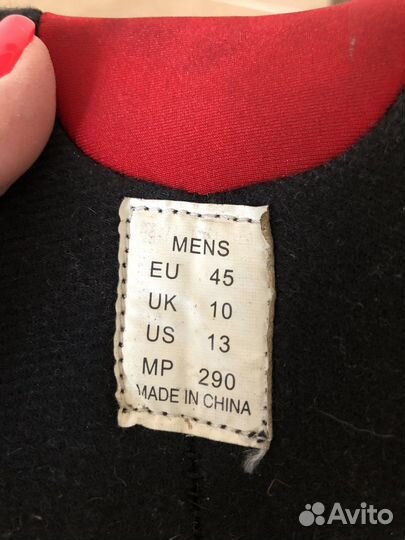 MENS
EU 45
UK 10
US 13
MP 290
MADE IN CHINA
Avito